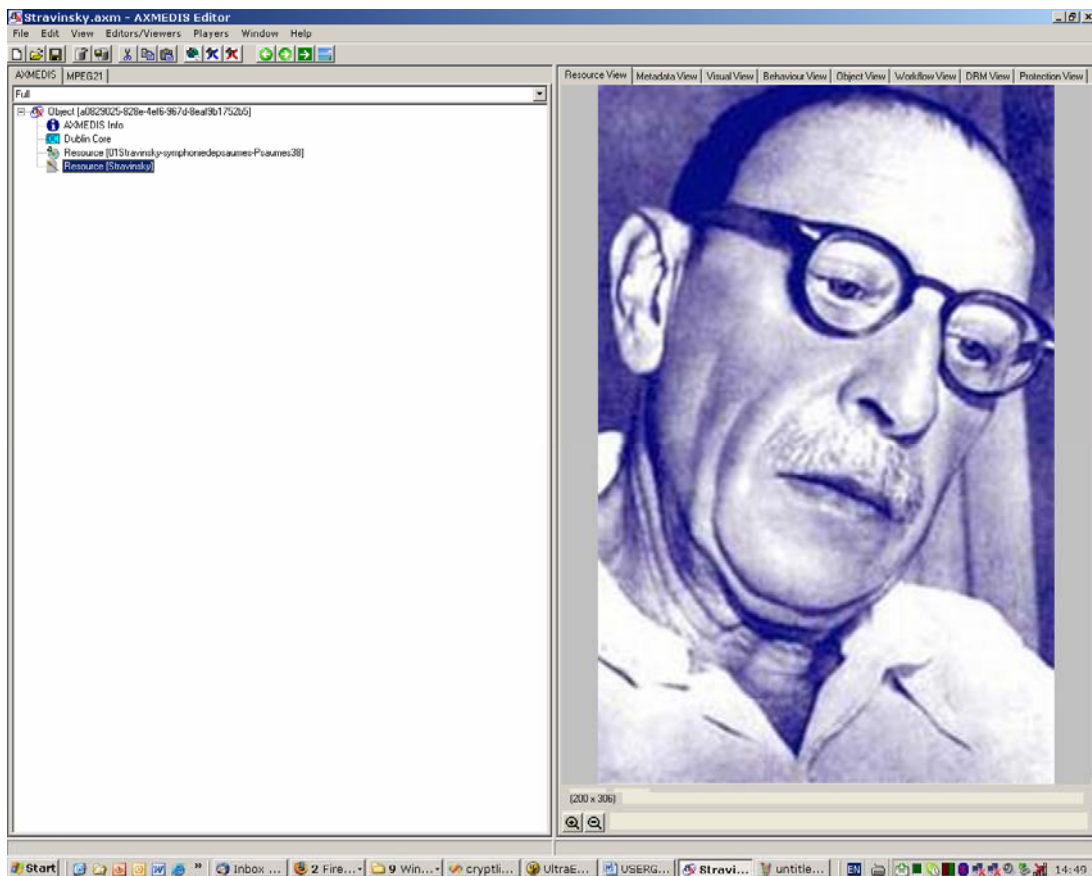 Stravinsky.axm - AXMEDIS Editor
File Edit View Editors/Viewers Players Window Help
AXMEDIS MPEG21
Full
Object [a0829025-828e-4ef6-967d-8eaf9b1752b5]
AXMEDIS Info
Dublin Core
Resource [01Stravinsky-symphoniedepsaumes-Psaumes38]
Resource [Stravinsky]
Resource View Metadata View Visual View Behaviour View Object View Workflow View DRM View Protection View
(200 x 306)
Start » Inbox ... 2 Fire... 9 Win... cryptli... UltraE... USERG... Stravi... untitle... EN 14:49